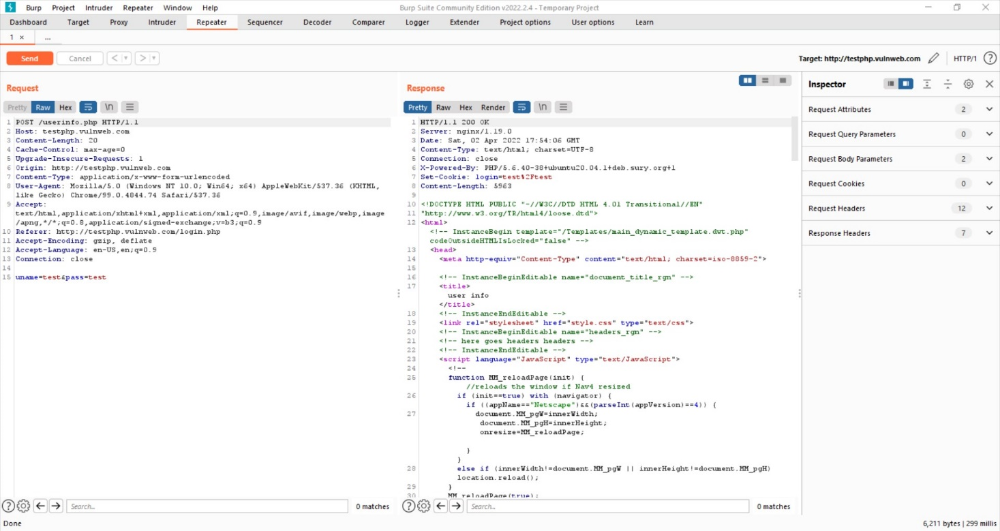 Burp Project Intruder Repeater Window Help
Burp Suite Community Edition v2022.2.4 - Temporary Project
Dashboard Target Proxy Intruder Repeater Sequencer Decoder Comparer Logger Extender Project options User options Learn
1 × ...
Send Cancel < >
Target: http://testphp.vulnweb.com HTTP/1 ?
Request
Pretty Raw Hex \n
1 POST /userinfo.php HTTP/1.1
2 Host: testphp.vulnweb.com
3 Content-Length: 20
4 Cache-Control: max-age=0
5 Upgrade-Insecure-Requests: 1
6 Origin: http://testphp.vulnweb.com
7 Content-Type: application/x-www-form-urlencoded
8 User-Agent: Mozilla/5.0 (Windows NT 10.0; Win64; x64) AppleWebKit/537.36 (KHTML,
like Gecko) Chrome/99.0.4844.74 Safari/537.36
9 Accept:
text/html,application/xhtml+xml,application/xml;q=0.9,image/avif,image/webp,image
/apng,*/*;q=0.8,application/signed-exchange;v=b3;q=0.9
10 Referer: http://testphp.vulnweb.com/login.php
11 Accept-Encoding: gzip, deflate
12 Accept-Language: en-US,en;q=0.9
13 Connection: close
14
15 uname=test&pass=test
? Search... 0 matches
Response
Pretty Raw Hex Render \n
1 HTTP/1.1 200 OK
2 Server: nginx/1.19.0
3 Date: Sat, 02 Apr 2022 17:54:06 GMT
4 Content-Type: text/html; charset=UTF-8
5 Connection: close
6 X-Powered-By: PHP/5.6.40-38+ubuntu20.04.1+deb.sury.org+1
7 Set-Cookie: login=test%2Ftest
8 Content-Length: 5963
9
10 <!DOCTYPE HTML PUBLIC "-//W3C//DTD HTML 4.01 Transitional//EN"
11 "http://www.w3.org/TR/html4/loose.dtd">
12 <html>
<!-- InstanceBegin template="/Templates/main_dynamic_template.dwt.php"
codeOutsideHTMLIsLocked="false" -->
13 <head>
14 <meta http-equiv="Content-Type" content="text/html; charset=iso-8859-2">
15
16 <!-- InstanceBeginEditable name="document_title_rgn" -->
17 <title>
user info
</title>
18 <!-- InstanceEndEditable -->
19 <link rel="stylesheet" href="style.css" type="text/css">
20 <!-- InstanceBeginEditable name="headers_rgn" -->
21 <!-- here goes headers headers -->
22 <!-- InstanceEndEditable -->
23 <script language="JavaScript" type="text/JavaScript">
24 <!--
25 function MM_reloadPage(init) {
//reloads the window if Nav4 resized
26 if (init==true) with (navigator) {
if ((appName=="Netscape")&&(parseInt(appVersion)==4)) {
27 document.MM_pgW=innerWidth;
document.MM_pgH=innerHeight;
onresize=MM_reloadPage;
}
}
28 else if (innerWidth!=document.MM_pgW || innerHeight!=document.MM_pgH)
location.reload();
29 }
30 MM_reloadPage(true);
? Search... 0 matches
Inspector
Request Attributes 2
Request Query Parameters 0
Request Body Parameters 2
Request Cookies 0
Request Headers 12
Response Headers 7
Done
6,211 bytes | 299 millis